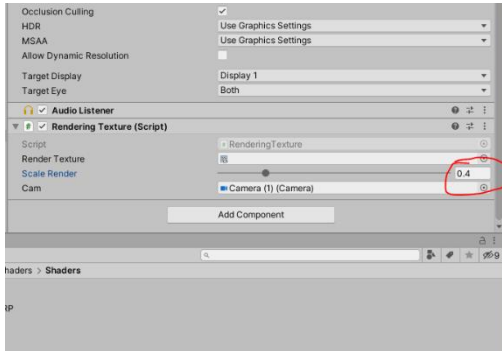 Occlusion Culling
HDR Use Graphics Settings
MSAA Use Graphics Settings
Allow Dynamic Resolution
Target Display Display 1
Target Eye Both
Audio Listener
Rendering Texture (Script)
Script RenderingTexture
Render Texture
Scale Render 0.4
Cam Camera (1) (Camera)
Add Component
9
haders > Shaders
RP